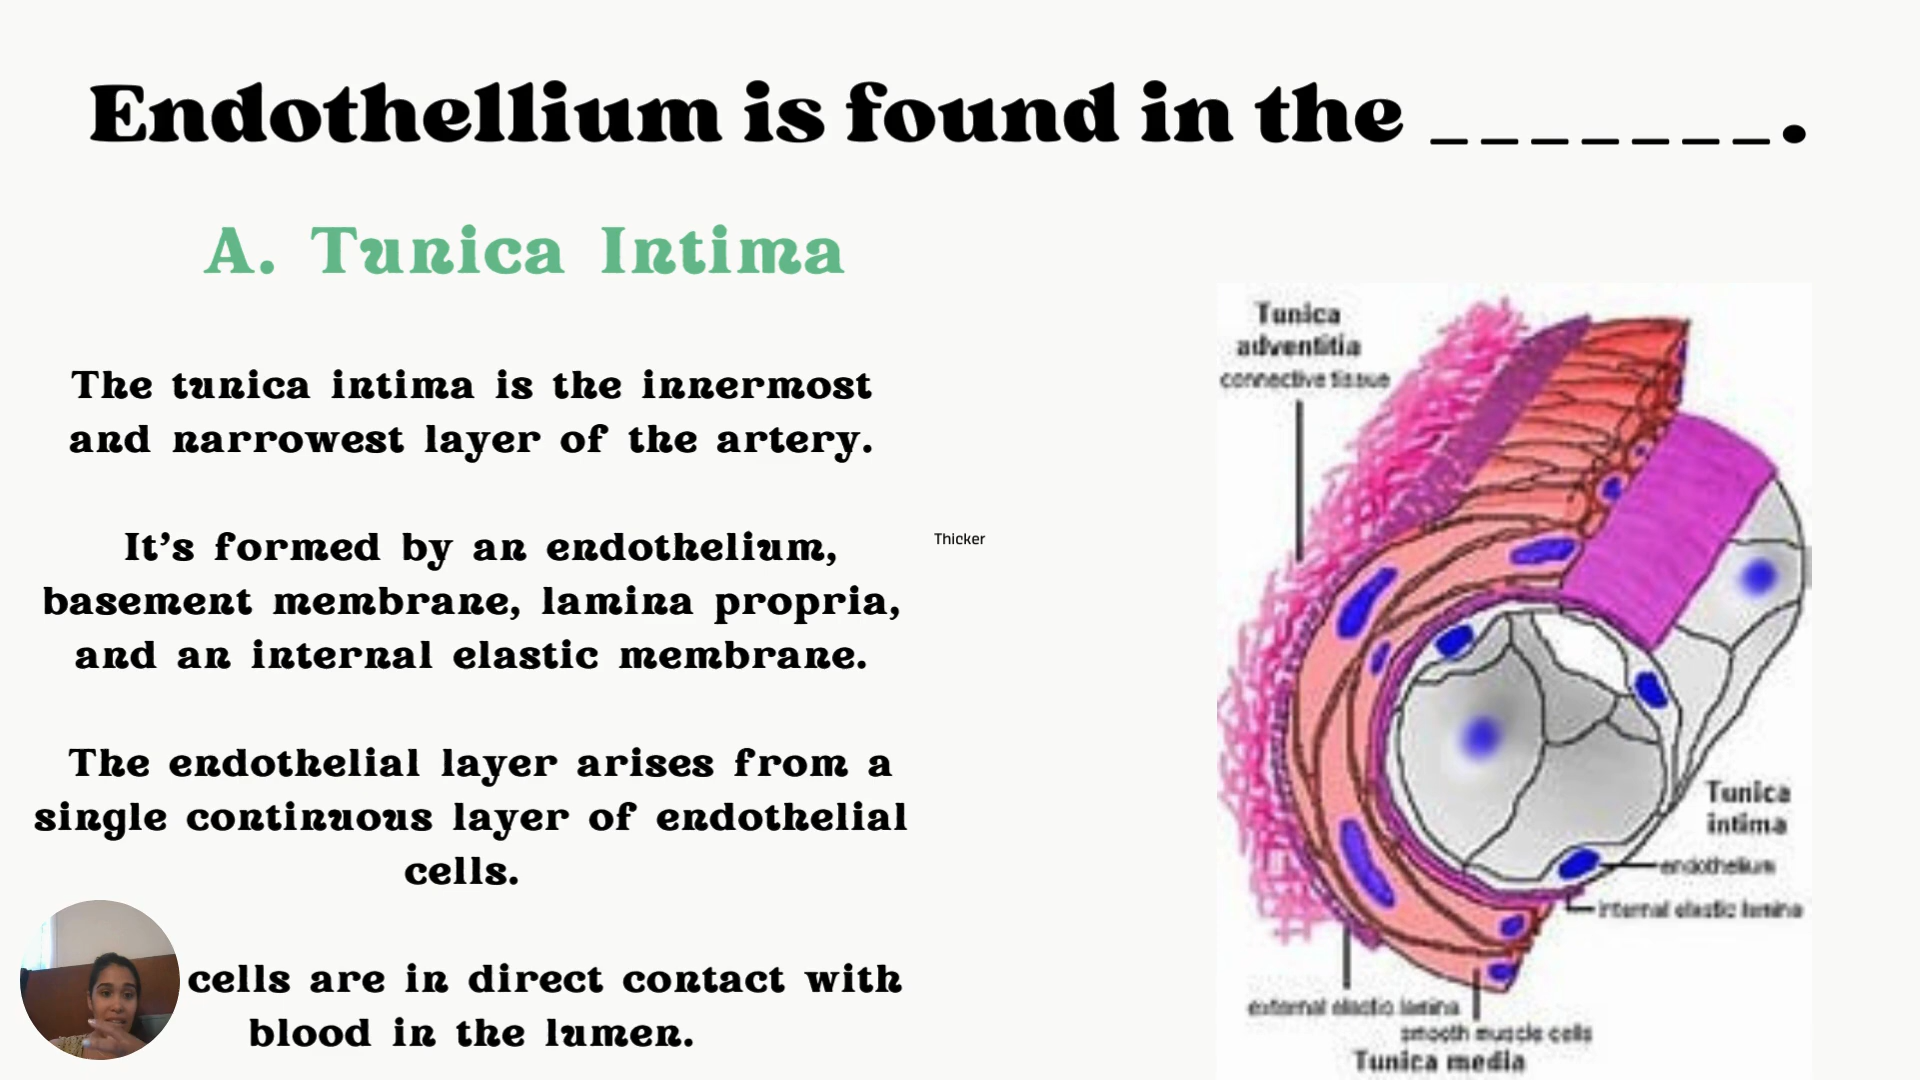 Endothellium is found in the _______.
A. Tunica Intima
The tunica intima is the innermost
and narrowest layer of the artery.
It's formed by an endothelium,
basement membrane, lamina propria,
and an internal elastic membrane.
The endothelial layer arises from a
single continuous layer of endothelial
cells.
cells are in direct contact with
blood in the lumen.
Thicker
Tunica
adventitia
connective tissue
Tunica
intima
endothelium
internal elastic lamina
external elastic lamina
smooth muscle cells
Tunica media